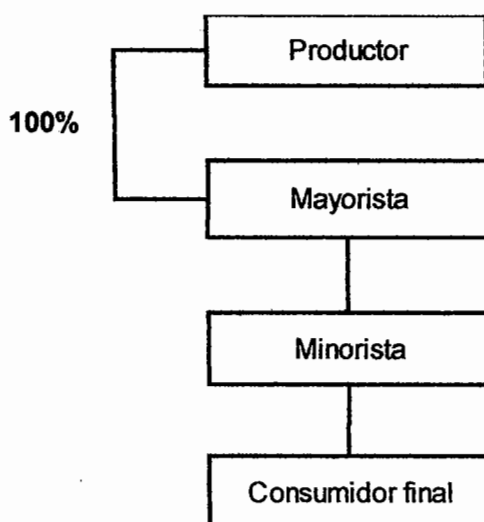 Productor
100%
Mayorista
Minorista
Consumidor final